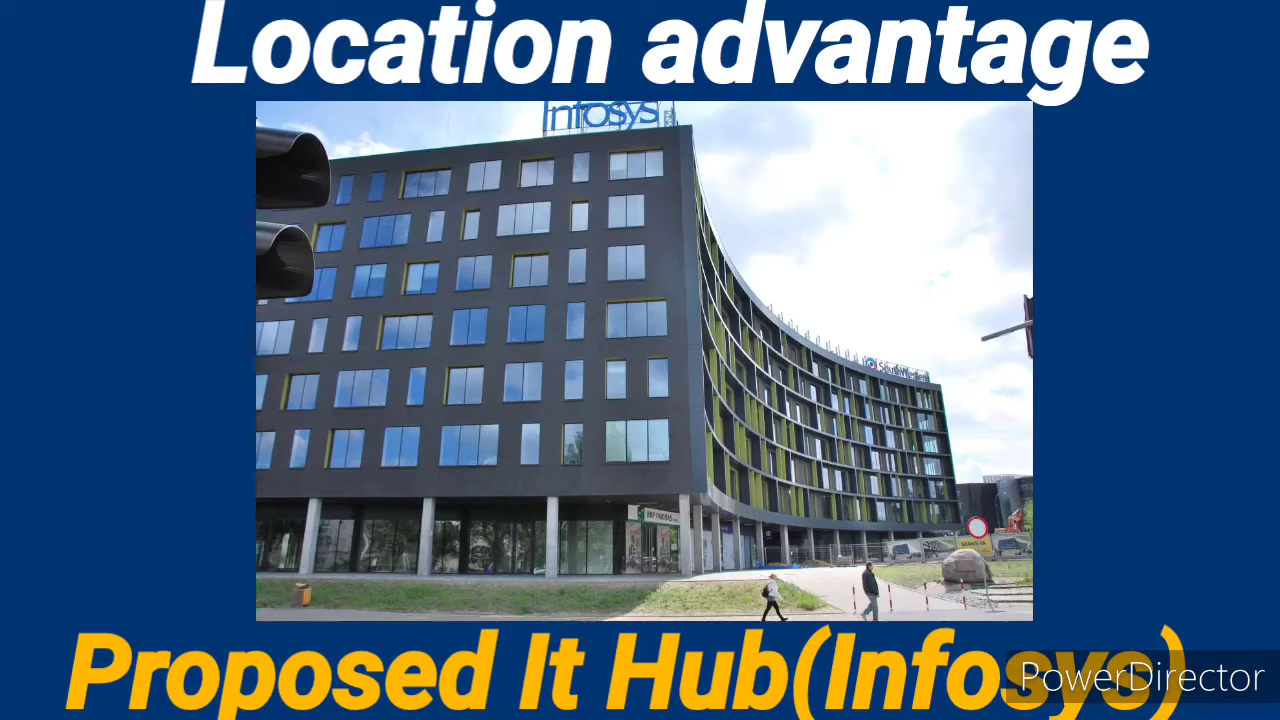 Location advantage
Infosys
BNP PARIBAS
Proposed It Hub(Infosys)
PowerDirector